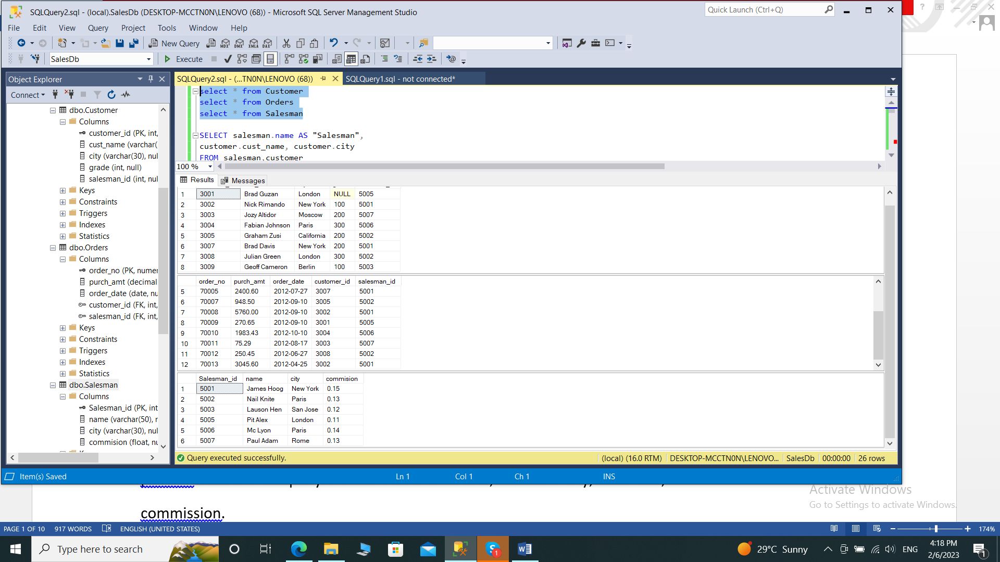 SQLQuery2.sql - (local).SalesDb (DESKTOP-MCCTN0N\LENOVO (68)) - Microsoft SQL Server Management Studio
Quick Launch (Ctrl+Q)
File Edit View Query Project Tools Window Help
New Query MDX DMX XMLA DAX
SalesDb Execute
Object Explorer
Connect
dbo.Customer
Columns
customer_id (PK, int,
cust_name (varchar(
city (varchar(30), nul
grade (int, null)
salesman_id (int, nul
Keys
Constraints
Triggers
Indexes
Statistics
dbo.Orders
Columns
order_no (PK, numer
purch_amt (decimal
order_date (date, nu
customer_id (FK, int,
salesman_id (FK, int,
Keys
Constraints
Triggers
Indexes
Statistics
dbo.Salesman
Columns
Salesman_id (PK, int
name (varchar(50), r
city (varchar(30), nul
commision (float, nu
SQLQuery2.sql - (...TN0N\LENOVO (68)) SQLQuery1.sql - not connected*
select * from Customer
select * from Orders
select * from Salesman
SELECT salesman.name AS "Salesman",
customer.cust_name, customer.city
FROM salesman,customer
100 %
Results Messages
1 3001 Brad Guzan London NULL 5005
2 3002 Nick Rimando New York 100 5001
3 3003 Jozy Altidor Moscow 200 5007
4 3004 Fabian Johnson Paris 300 5006
5 3005 Graham Zusi California 200 5002
6 3007 Brad Davis New York 200 5001
7 3008 Julian Green London 300 5002
8 3009 Geoff Cameron Berlin 100 5003
order_no purch_amt order_date customer_id salesman_id
5 70005 2400.60 2012-07-27 3007 5001
6 70007 948.50 2012-09-10 3005 5002
7 70008 5760.00 2012-09-10 3002 5001
8 70009 270.65 2012-09-10 3001 5005
9 70010 1983.43 2012-10-10 3004 5006
10 70011 75.29 2012-08-17 3003 5007
11 70012 250.45 2012-06-27 3008 5002
12 70013 3045.60 2012-04-25 3002 5001
Salesman_id name city commision
1 5001 James Hoog New York 0.15
2 5002 Nail Knite Paris 0.13
3 5003 Lauson Hen San Jose 0.12
4 5005 Pit Alex London 0.11
5 5006 Mc Lyon Paris 0.14
6 5007 Paul Adam Rome 0.13
Query executed successfully. (local) (16.0 RTM) DESKTOP-MCCTN0N\LENOVO... SalesDb 00:00:00 26 rows
Item(s) Saved Ln 1 Col 1 Ch 1 INS
commission.
Activate Windows
Go to Settings to activate Windows.
PAGE 1 OF 10 917 WORDS ENGLISH (UNITED STATES) 174%
Type here to search
1
29°C Sunny
ENG
4:18 PM
2/6/2023
1